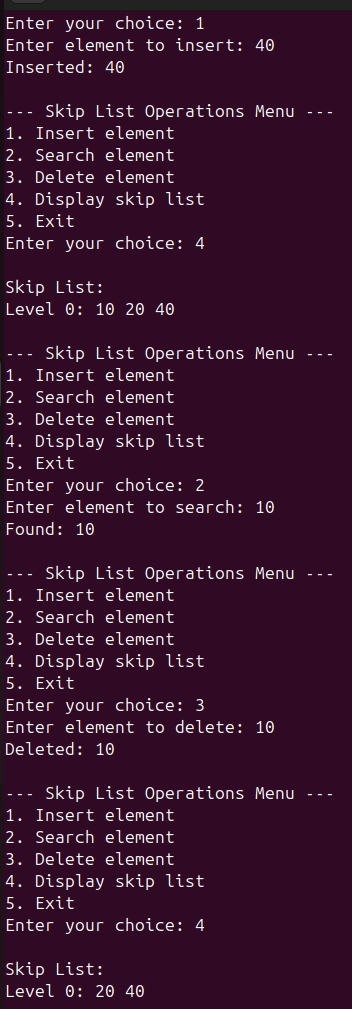 Enter your choice: 1
Enter element to insert: 40
Inserted: 40
--- Skip List Operations Menu ---
1. Insert element
2. Search element
3. Delete element
4. Display skip list
5. Exit
Enter your choice: 4
Skip List:
Level 0: 10 20 40
--- Skip List Operations Menu ---
1. Insert element
2. Search element
3. Delete element
4. Display skip list
5. Exit
Enter your choice: 2
Enter element to search: 10
Found: 10
--- Skip List Operations Menu ---
1. Insert element
2. Search element
3. Delete element
4. Display skip list
5. Exit
Enter your choice: 3
Enter element to delete: 10
Deleted: 10
--- Skip List Operations Menu ---
1. Insert element
2. Search element
3. Delete element
4. Display skip list
5. Exit
Enter your choice: 4
Skip List:
Level 0: 20 40